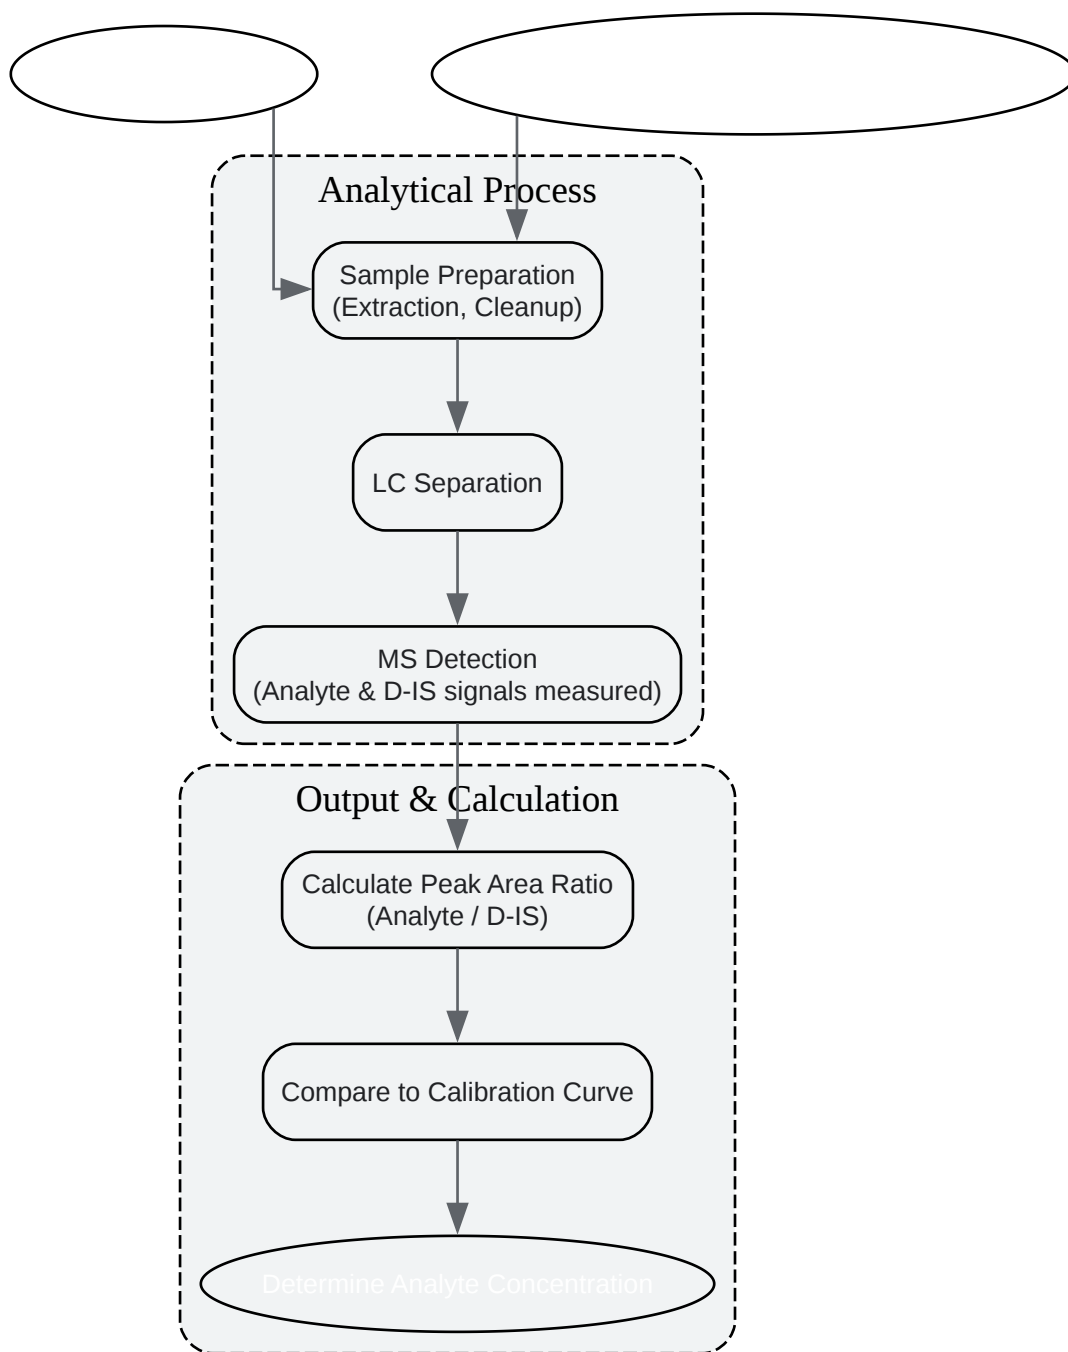 Analytical Process
Sample Preparation
(Extraction, Cleanup)
LC Separation
MS Detection
(Analyte & D-IS signals measured)
Output & Calculation
Calculate Peak Area Ratio
(Analyte / D-IS)
Compare to Calibration Curve
Determine Analyte Concentration